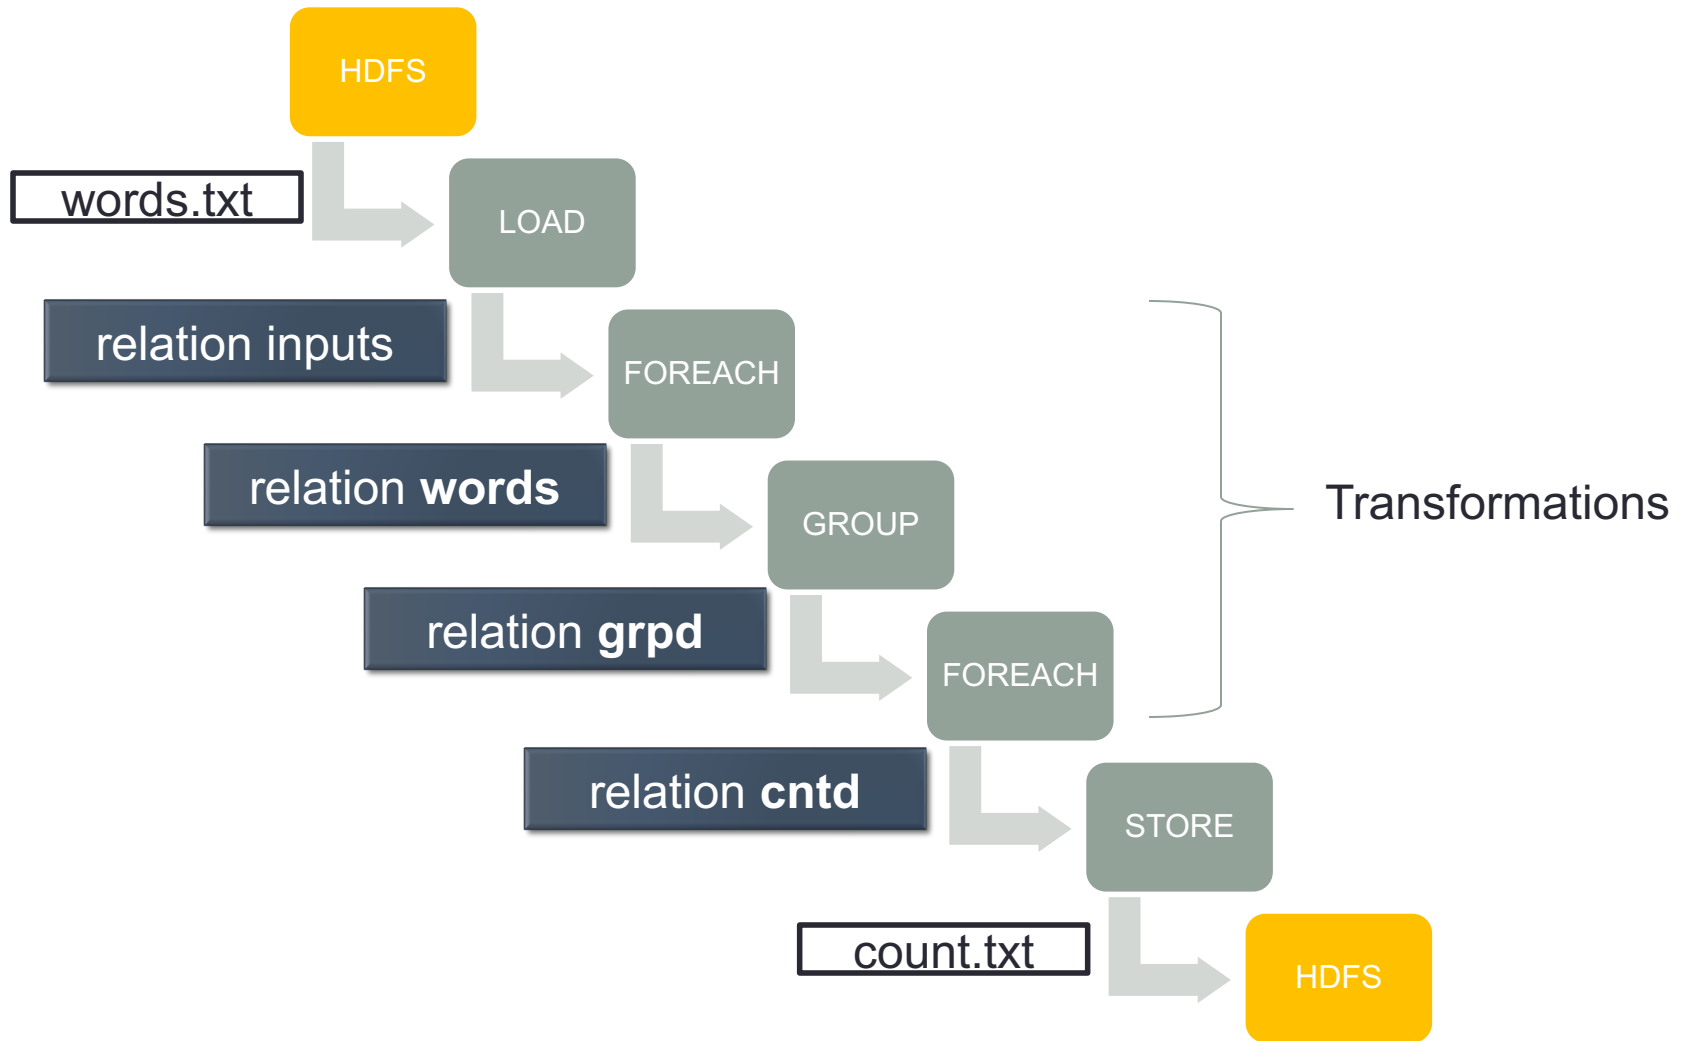 HDFS
words.txt
LOAD
relation inputs
FOREACH
relation words
GROUP
Transformations
relation grpd
FOREACH
relation cntd
STORE
count.txt
HDFS